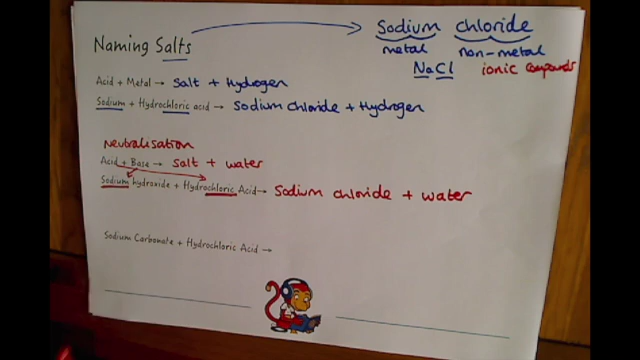 Naming Salts
Sodium chloride
metal non-metal
NaCl ionic compounds
Acid + Metal → Salt + Hydrogen
Sodium + Hydrochloric acid → Sodium Chloride + Hydrogen
Neutralisation
Acid + Base → Salt + water
Sodium hydroxide + Hydrochloric Acid → Sodium chloride + water
Sodium Carbonate + Hydrochloric Acid →